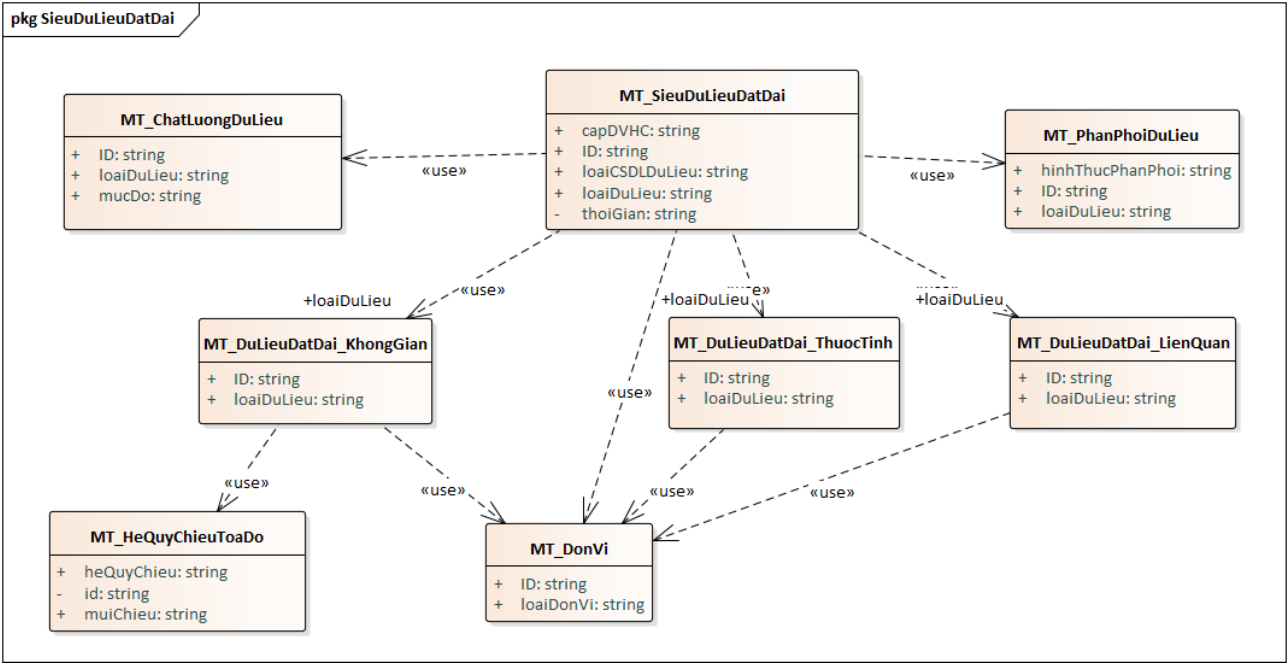 pkg SieuDuLieuDatDai
MT_SieuDuLieuDatDai
+ capDVHC: string
+ ID: string
+ loaiCSDLDuLieu: string
+ loaiDuLieu: string
- thoiGian: string
MT_ChatLuongDuLieu
+ ID: string
+ loaiDuLieu: string
+ mucDo: string
«use»
MT_PhanPhoiDuLieu
+ hinhThucPhanPhoi: string
+ ID: string
+ loaiDuLieu: string
«use»
+loaiDuLieu
«use»
+loaiDuLieu
«use»
+loaiDuLieu
MT_DuLieuDatDai_KhongGian
+ ID: string
+ loaiDuLieu: string
MT_DuLieuDatDai_ThuocTinh
+ ID: string
+ loaiDuLieu: string
MT_DuLieuDatDai_LienQuan
+ ID: string
+ loaiDuLieu: string
«use»
«use»
«use»
«use»
«use»
MT_HeQuyChieuToaDo
+ heQuyChieu: string
- id: string
+ muiChieu: string
MT_DonVi
+ ID: string
+ loaiDonVi: string